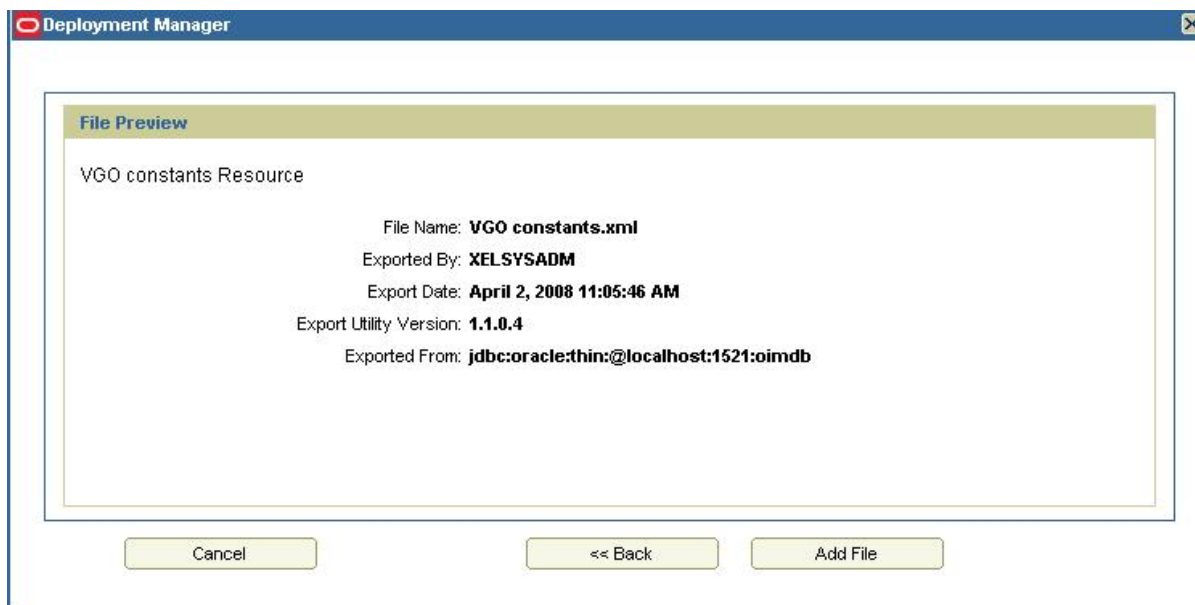 Deployment Manager
File Preview
VGO constants Resource
File Name: VGO constants.xml
Exported By: XELSYSADM
Export Date: April 2, 2008 11:05:46 AM
Export Utility Version: 1.1.0.4
Exported From: jdbc:oracle:thin:@localhost:1521:oimdb
Cancel << Back Add File